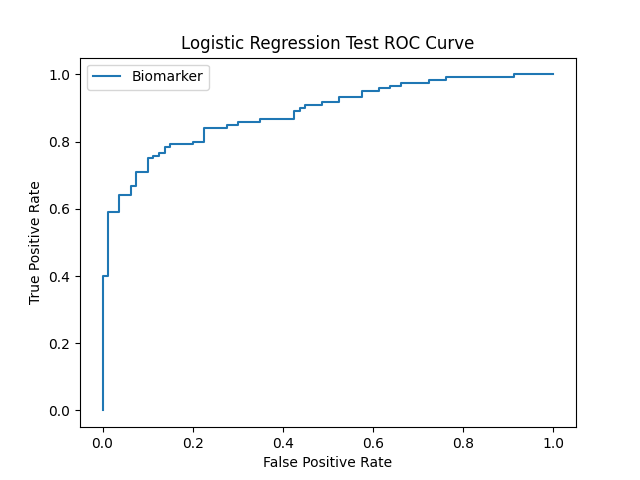 Logistic Regression Test ROC Curve
Biomarker
1.0
0.8
0.6
0.4
0.2
0.0
True Positive Rate
0.0 0.2 0.4 0.6 0.8 1.0
False Positive Rate